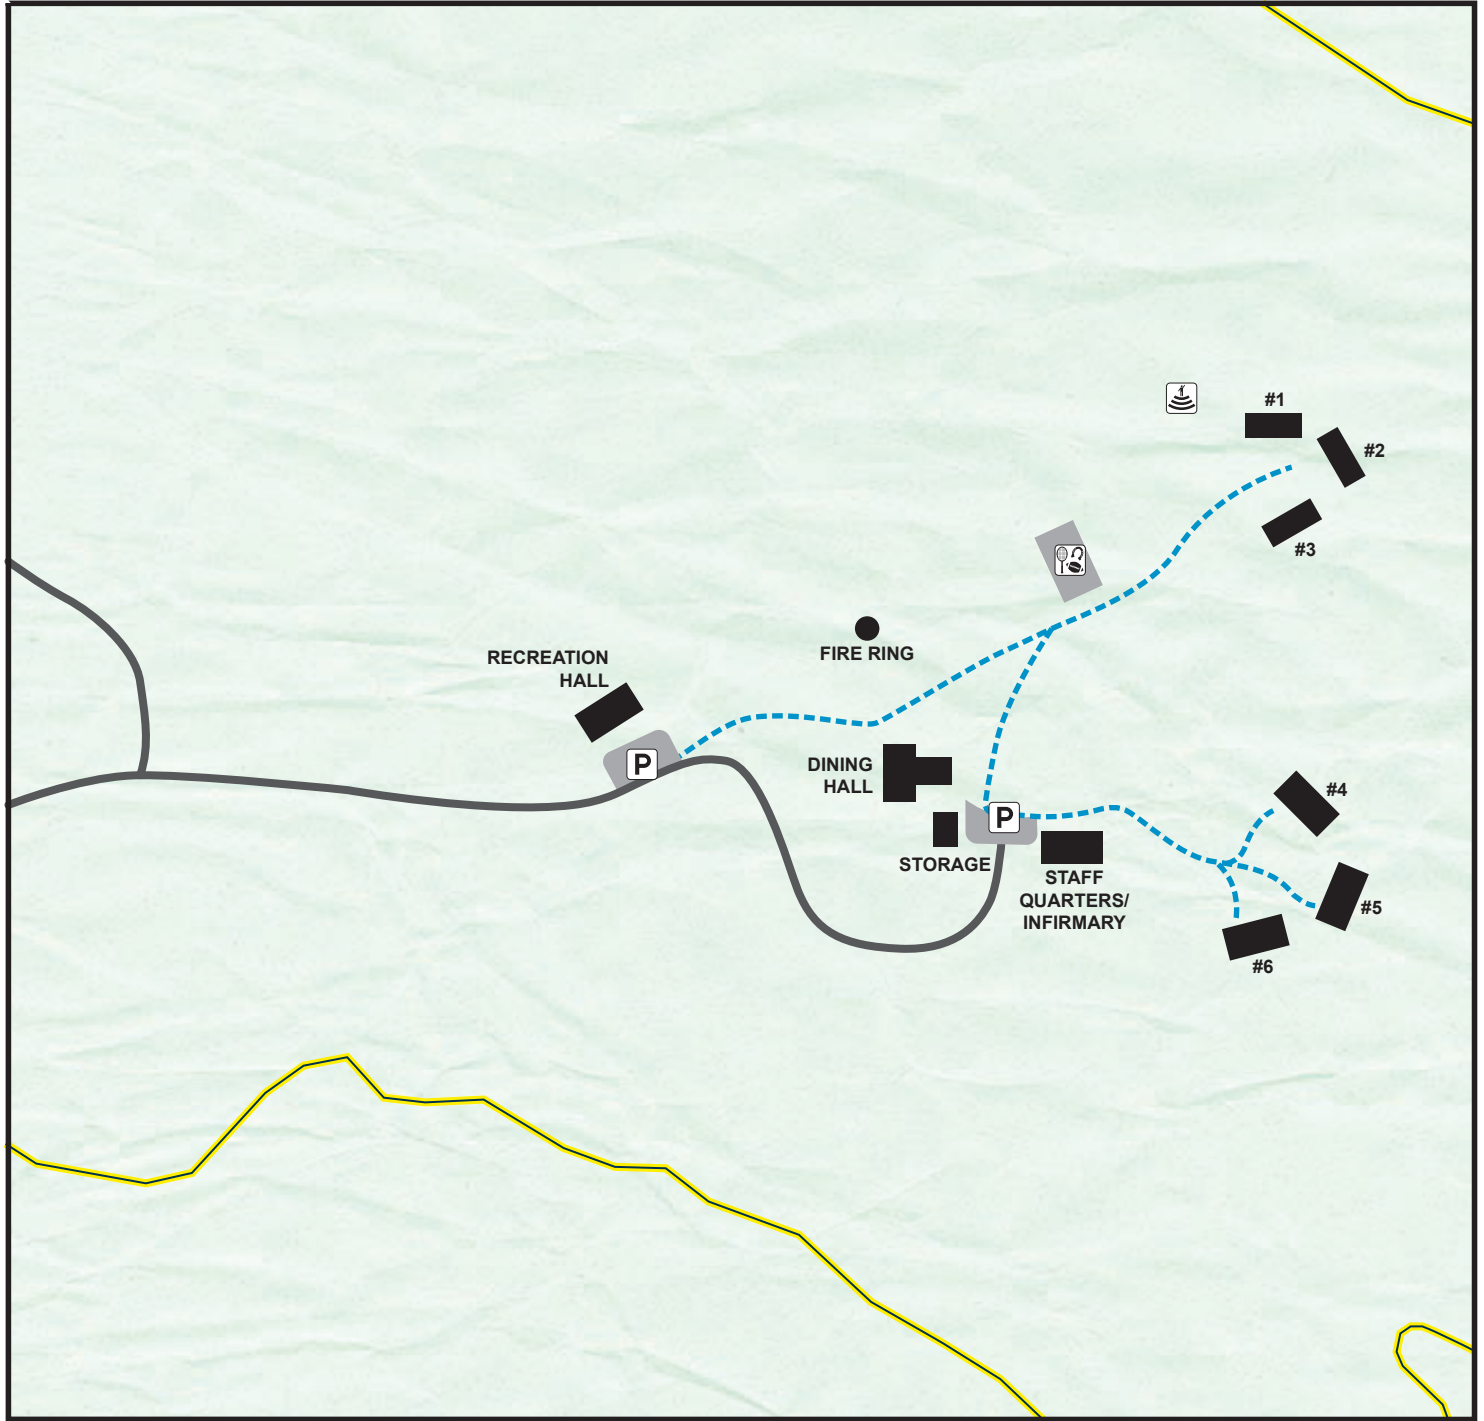 #1
#2
#3
RECREATION
HALL
FIRE RING
P
DINING
HALL
P
STORAGE
STAFF
QUARTERS/
INFIRMARY
#4
#5
#6